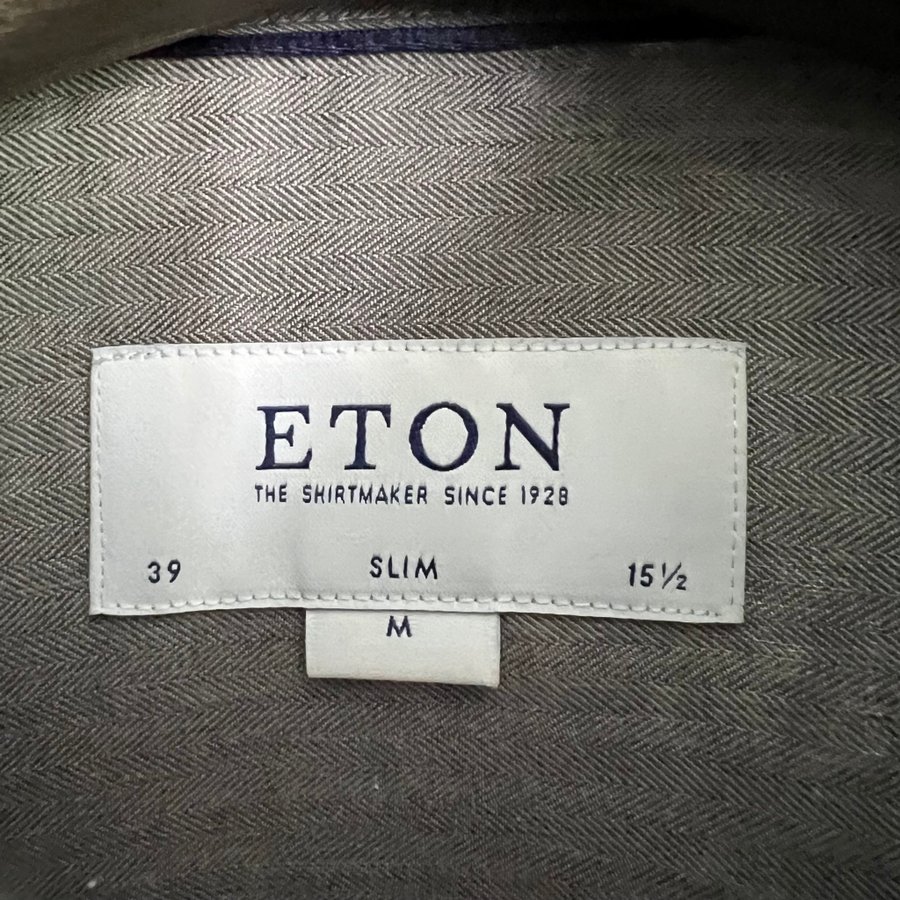 ETON
THE SHIRTMAKER SINCE 1928
39 SLIM 15½
M